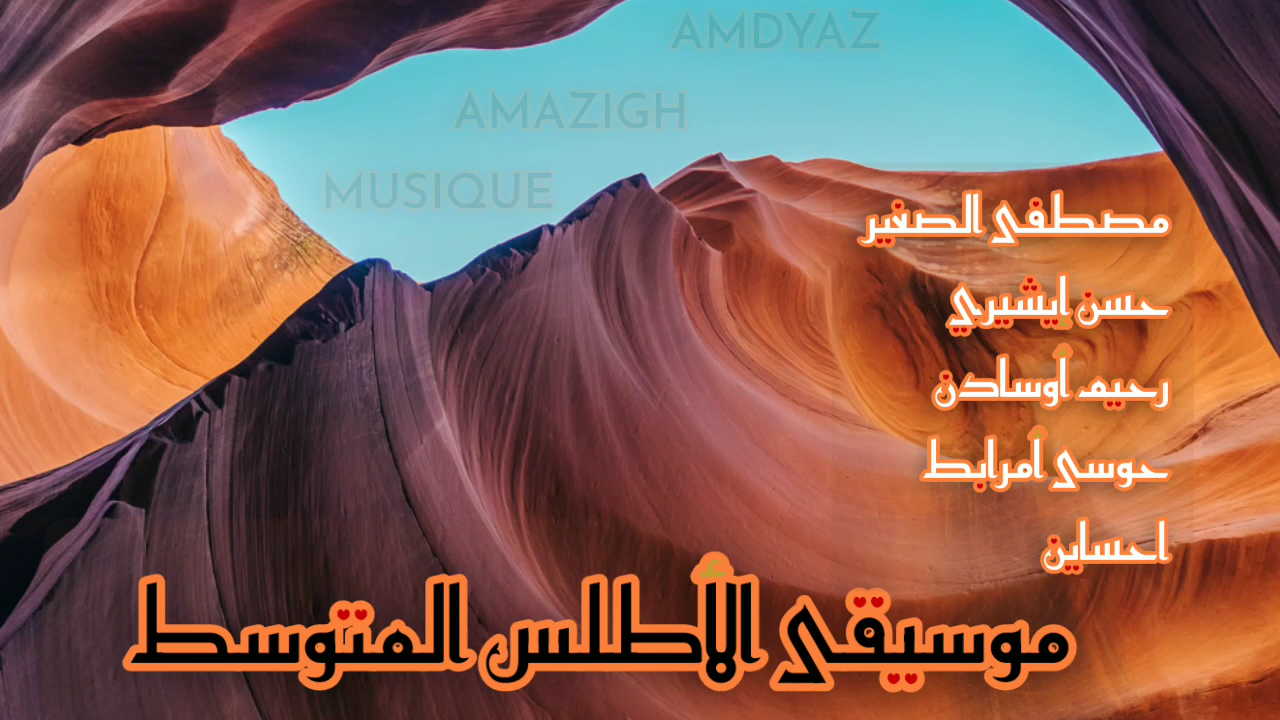 AMDYAZ
AMAZIGH
MUSIQUE
مصطفى الصغير
حسن ايشيري
رحيم أوسادن
حوسى أمرابط
احساين
موسيقى الأطلس المتوسط